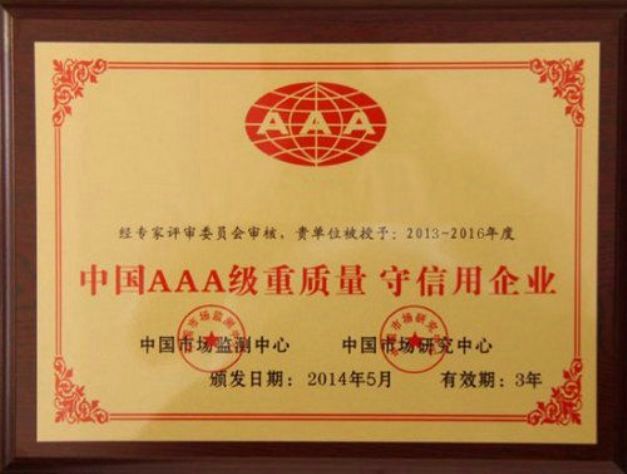 AAA
经专家评审委员会审核，贵单位被授予：2013-2016年度
中国AAA级重质量 守信用企业
中国市场监测中心 中国市场研究中心
颁发日期：2014年5月 有效期：3年